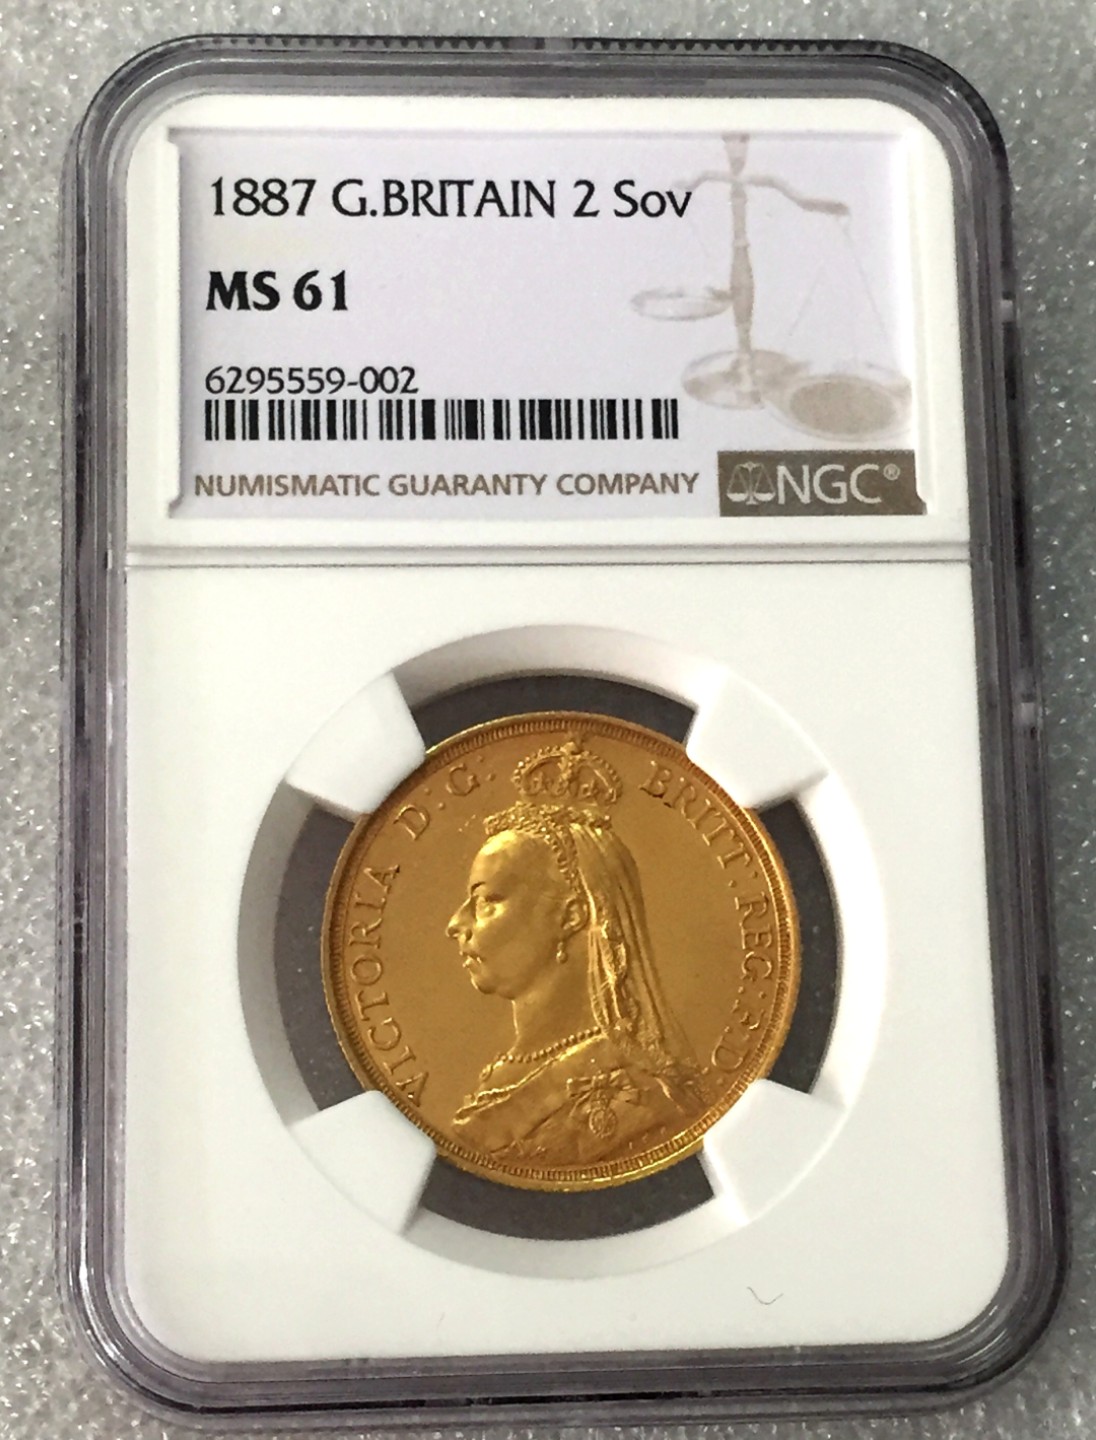 1887 G.BRITAIN 2 Sov
MS 61
6295559-002
NUMISMATIC GUARANTY COMPANY
NGC®
VICTORIA D:G: BRITT:REG:F:D: